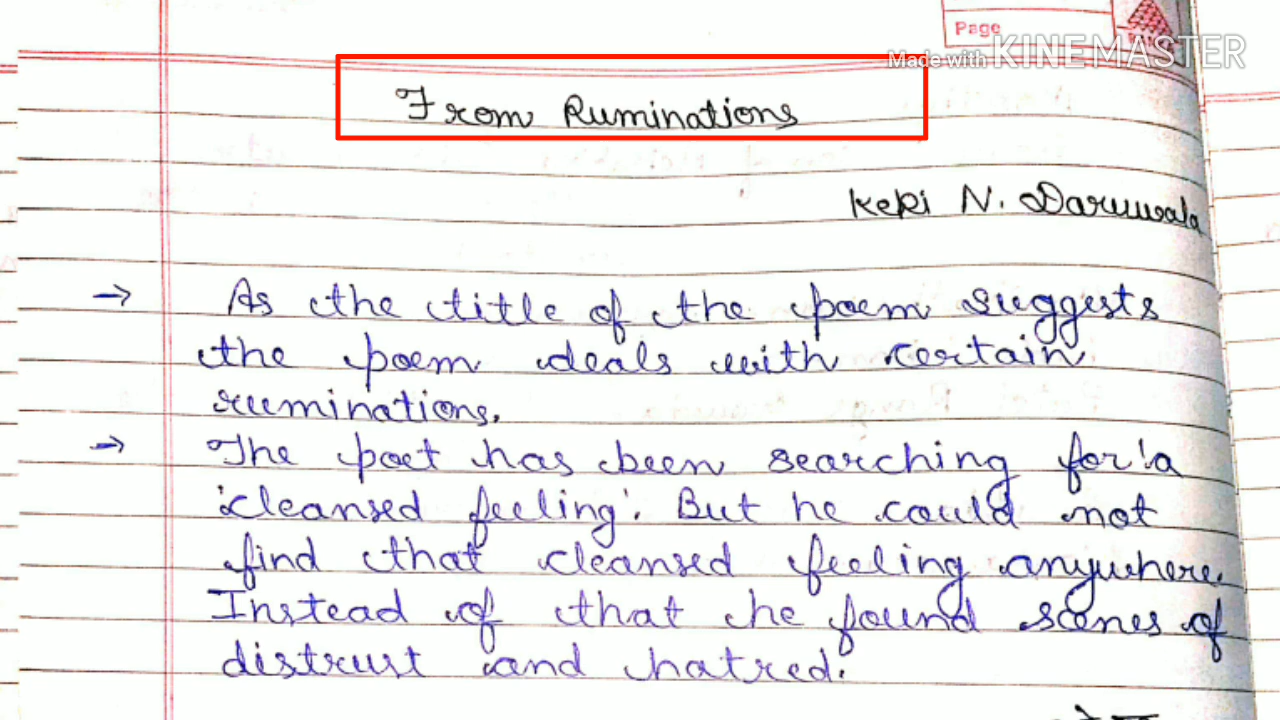 Page
Made with KINEMASTER
From Ruminations
Keki N. Daruwala
→ As the title of the poem suggests
the poem deals with certain
ruminations.
→ The poet has been searching for 'a
cleansed feeling'. But he could not
find that cleansed feeling anywhere.
Instead of that he found scenes of
distrust and hatred.